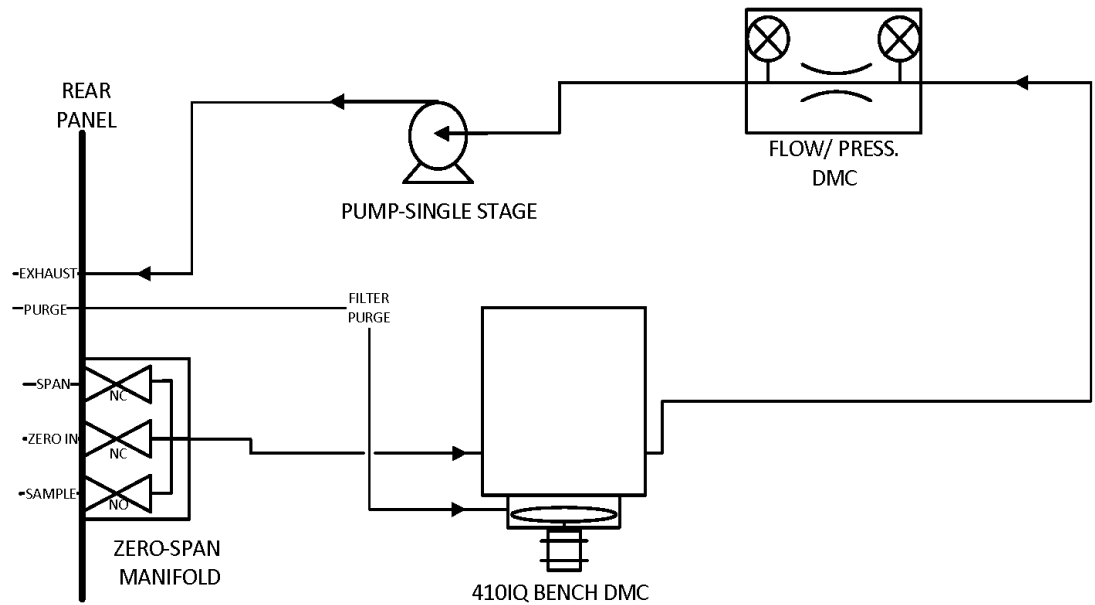 REAR
PANEL
FLOW/ PRESS.
DMC
PUMP-SINGLE STAGE
EXHAUST
PURGE
FILTER
PURGE
SPAN
NC
ZERO IN
NC
SAMPLE
NO
ZERO-SPAN
MANIFOLD
410IQ BENCH DMC